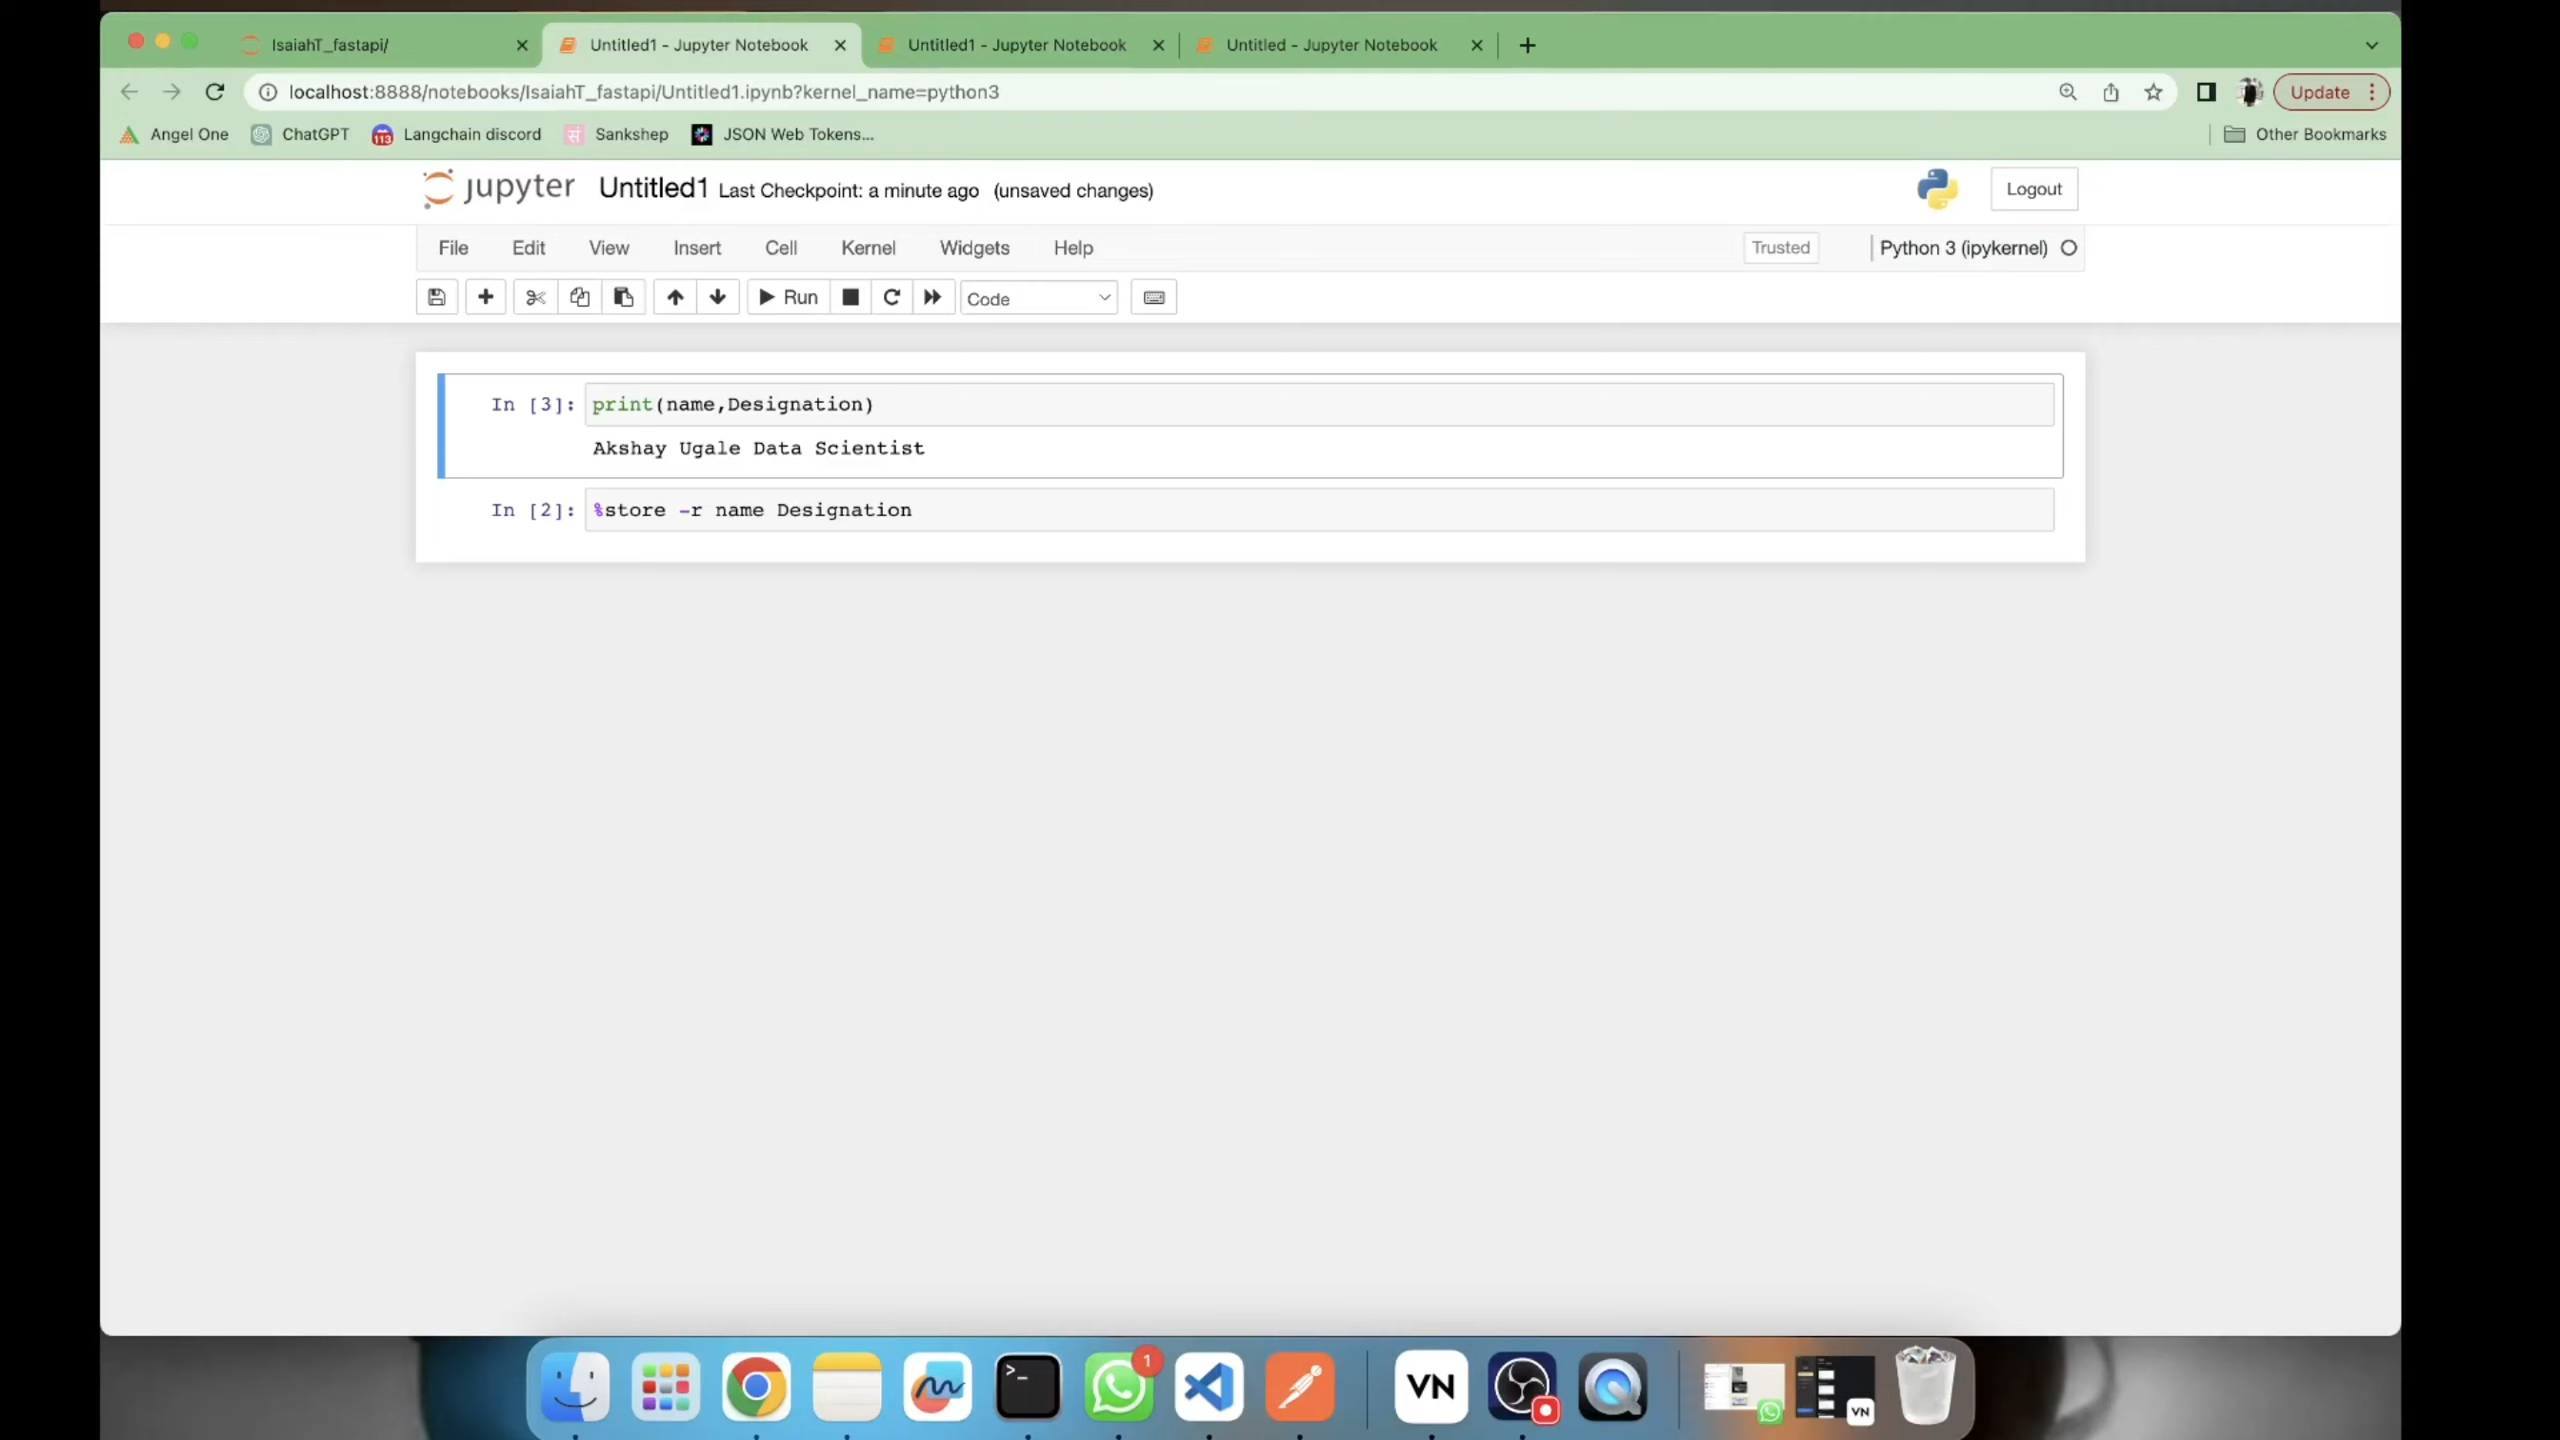 IsaiahT_fastapi/
Untitled1 - Jupyter Notebook
Untitled1 - Jupyter Notebook
Untitled - Jupyter Notebook
localhost:8888/notebooks/IsaiahT_fastapi/Untitled1.ipynb?kernel_name=python3
Update
Angel One
ChatGPT
113
Langchain discord
Sankshep
JSON Web Tokens...
Other Bookmarks
jupyter Untitled1 Last Checkpoint: a minute ago (unsaved changes)
Logout
File Edit View Insert Cell Kernel Widgets Help
Trusted
Python 3 (ipykernel)
Run
Code
In [3]: print(name,Designation)
Akshay Ugale Data Scientist
In [2]: %store -r name Designation
>_
1
VN
VN